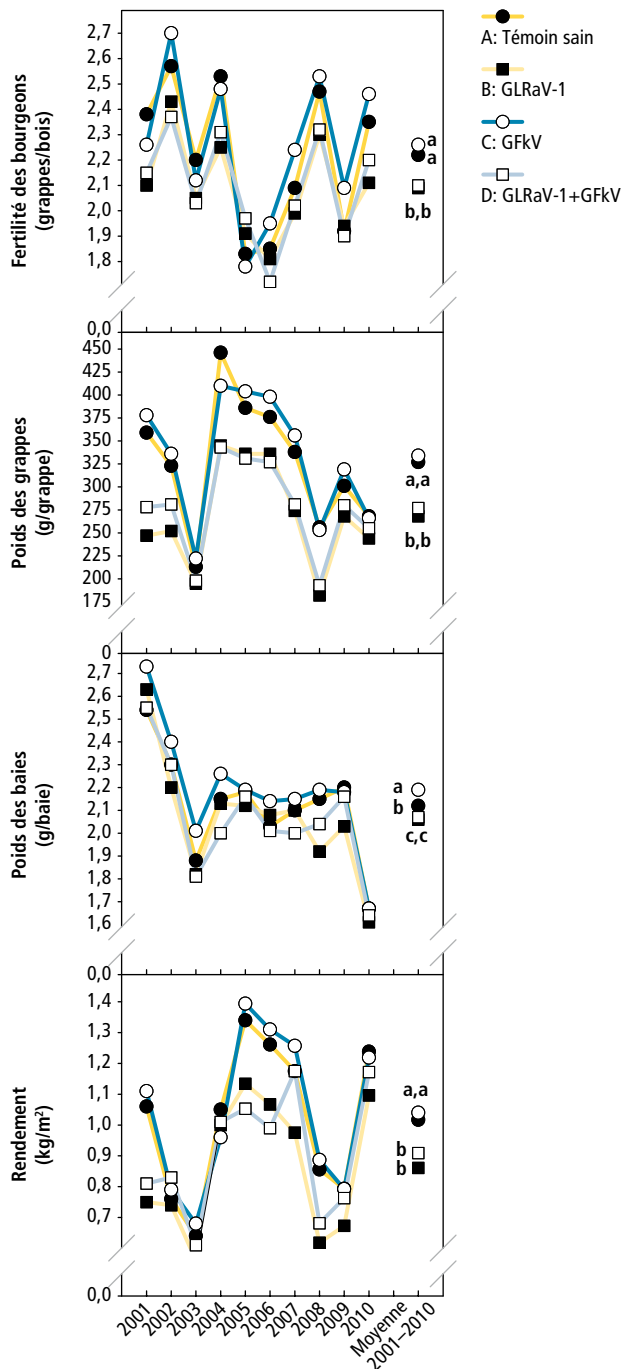 Fertilité des bourgeons
(grappes/bois)
2,7
2,6
2,5
2,4
2,3
2,2
2,1
2,0
1,9
1,8
0,0
a
a
b,b
A: Témoin sain
B: GLRaV-1
C: GFkV
D: GLRaV-1+GFkV
Poids des grappes
(g/grappe)
450
400
350
325
275
250
200
175
0
a,a
b,b
Poids des baies
(g/baie)
2,7
2,6
2,5
2,4
2,3
2,2
2,1
2,0
1,9
1,8
1,7
1,6
0,0
a
b
c,c
Rendement
(kg/m²)
1,4
1,3
1,2
1,1
1,0
0,9
0,8
0,7
0,0
a,a
b
b
2001
2002
2003
2004
2005
2006
2007
2008
2009
2010
Moyenne
2001–2010